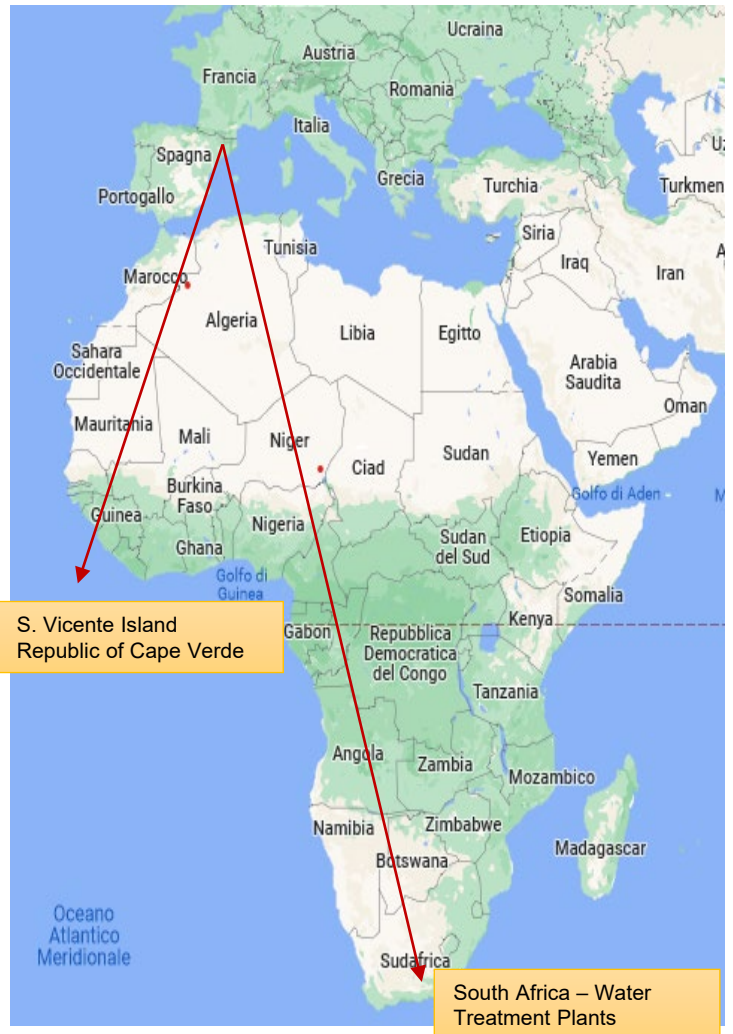 Ucraina
Austria
Francia
Romania
Italia
Spagna
Grecia
Turchia
Portogallo
Turkmen
Tunisia
Siria
Marocco
Iraq
Iran
Algeria
Libia
Egitto
Sahara
Occidentale
Arabia
Saudita
Oman
Mauritania
Mali
Niger
Ciad
Sudan
Yemen
Burkina
Faso
Golfo di Aden
Guinea
Nigeria
Ghana
Sudan
del Sud
Etiopia
Golfo di
Guinea
Somalia
S. Vicente Island
Republic of Cape Verde
Kenya
Gabon
Repubblica
Democratica
del Congo
Tanzania
Angola
Zambia
Mozambico
Namibia
Zimbabwe
Madagascar
Botswana
Oceano
Atlantico
Meridionale
Sudafrica
South Africa – Water
Treatment Plants